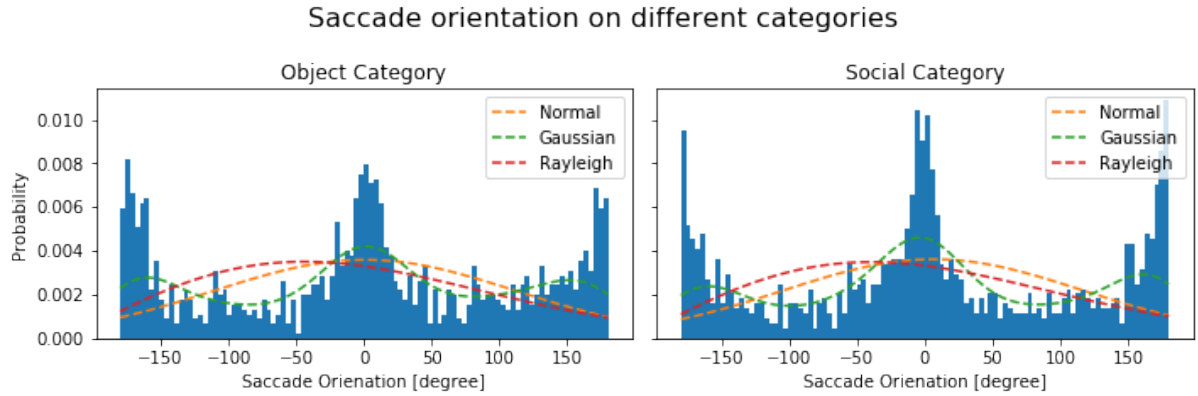 Saccade orientation on different categories
Object Category
Social Category
Normal
Gaussian
Rayleigh
Normal
Gaussian
Rayleigh
Probability
0.010
0.008
0.006
0.004
0.002
0.000
−150 −100 −50 0 50 100 150
−150 −100 −50 0 50 100 150
Saccade Orienation [degree]
Saccade Orienation [degree]